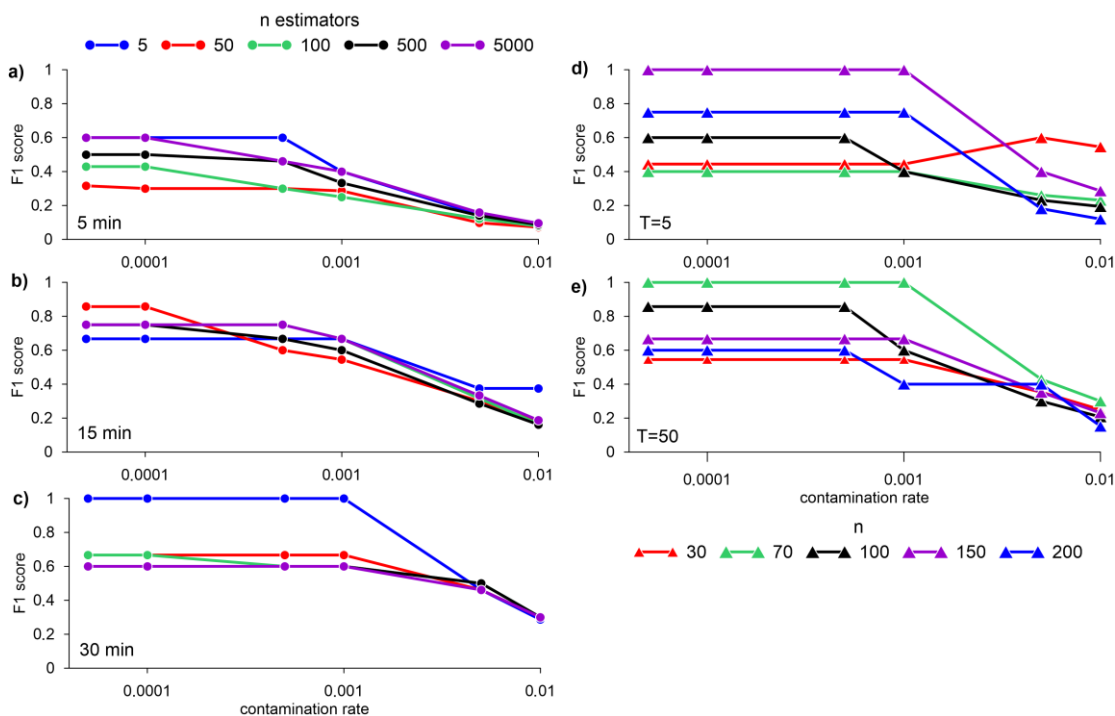 n estimators
5 50 100 500 5000
a)
1
0.8
0.6
0.4
0.2
0
F1 score
5 min
0.0001 0.001 0.01
b)
1
0.8
0.6
0.4
0.2
0
F1 score
15 min
0.0001 0.001 0.01
c)
1
0.8
0.6
0.4
0.2
0
F1 score
30 min
0.0001 0.001 0.01
contamination rate
d)
1
0.8
0.6
0.4
0.2
0
F1 score
T=5
0.0001 0.001 0.01
e)
1
0.8
0.6
0.4
0.2
0
F1 score
T=50
0.0001 0.001 0.01
contamination rate
n
30 70 100 150 200